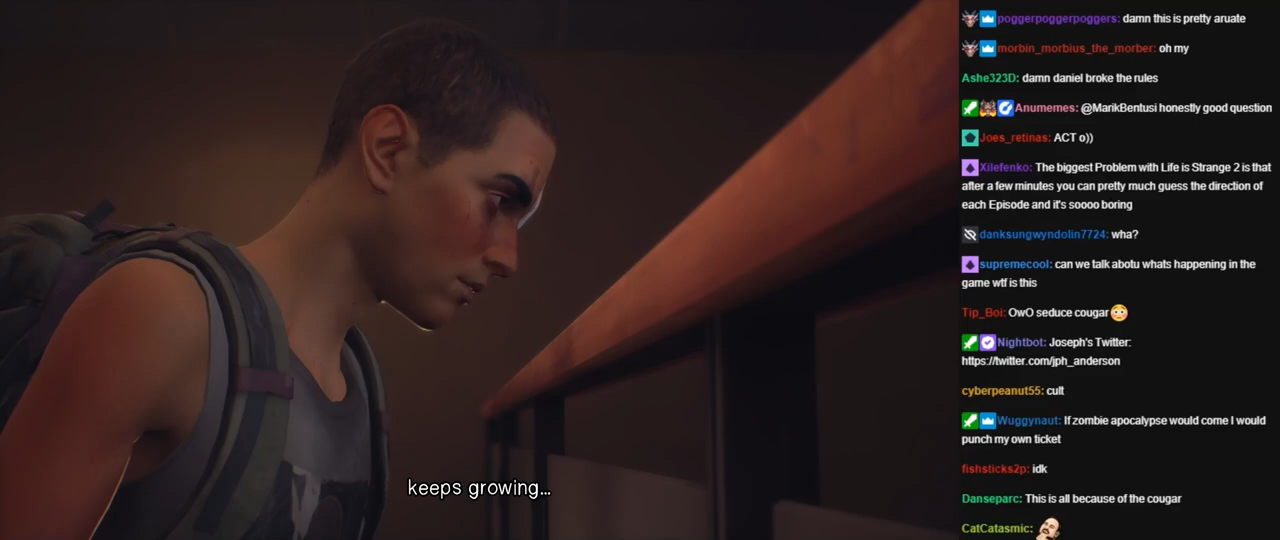 poggerpoggerpoggers: damn this is pretty aruate
morbin_morbius_the_morber: oh my
Ashe323D: damn daniel broke the rules
Anumemes: @MarikBentusi honestly good question
Joes_retinas: ACT o))
Xilefenko: The biggest Problem with Life is Strange 2 is that
after a few minutes you can pretty much guess the direction of
each Episode and it's soooo boring
danksungwyndolin7724: wha?
supremecool: can we talk abotu whats happening in the
game wtf is this
Tip_Boi: OwO seduce cougar
Nightbot: Joseph's Twitter:
https://twitter.com/jph_anderson
cyberpeanut55: cult
Wuggynaut: If zombie apocalypse would come I would
punch my own ticket
fishsticks2p: idk
Danseparc: This is all because of the cougar
CatCatasmic:
keeps growing...